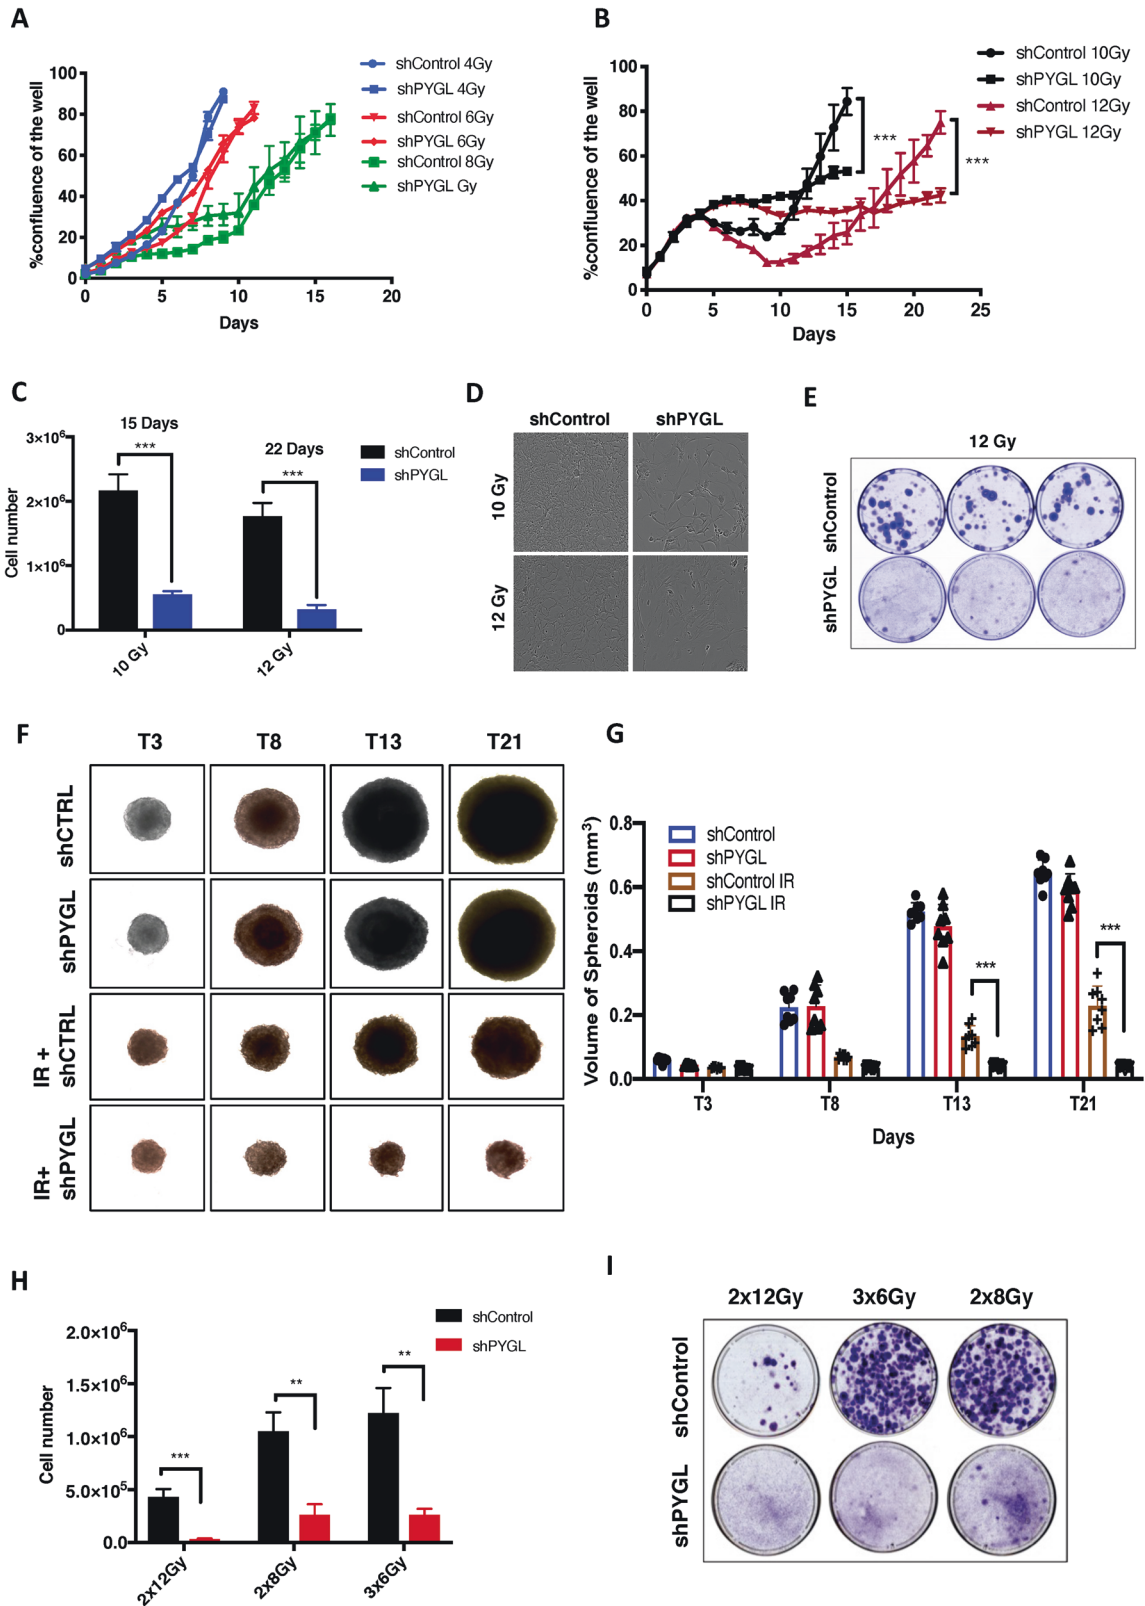 A
%confluence of the well
100
80
60
40
20
0
0 5 10 15 20
Days
shControl 4Gy
shPYGL 4Gy
shControl 6Gy
shPYGL 6Gy
shControl 8Gy
shPYGL Gy
B
%confluence of the well
100
80
60
40
20
0
0 5 10 15 20 25
Days
***
***
shControl 10Gy
shPYGL 10Gy
shControl 12Gy
shPYGL 12Gy
C
Cell number
3×10⁶
2×10⁶
1×10⁶
0
15 Days
***
22 Days
***
10 Gy
12 Gy
shControl
shPYGL
D
shControl shPYGL
10 Gy
12 Gy
E
12 Gy
shControl
shPYGL
F
T3 T8 T13 T21
shCTRL
shPYGL
IR +
shCTRL
IR+
shPYGL
G
Volume of Spheroids (mm³)
0.8
0.6
0.4
0.2
0.0
shControl
shPYGL
shControl IR
shPYGL IR
***
***
T3 T8 T13 T21
Days
H
Cell number
2.0×10⁶
1.5×10⁶
1.0×10⁶
5.0×10⁵
0.0
***
**
**
2x12Gy
2x8Gy
3x6Gy
shControl
shPYGL
I
2x12Gy 3x6Gy 2x8Gy
shControl
shPYGL